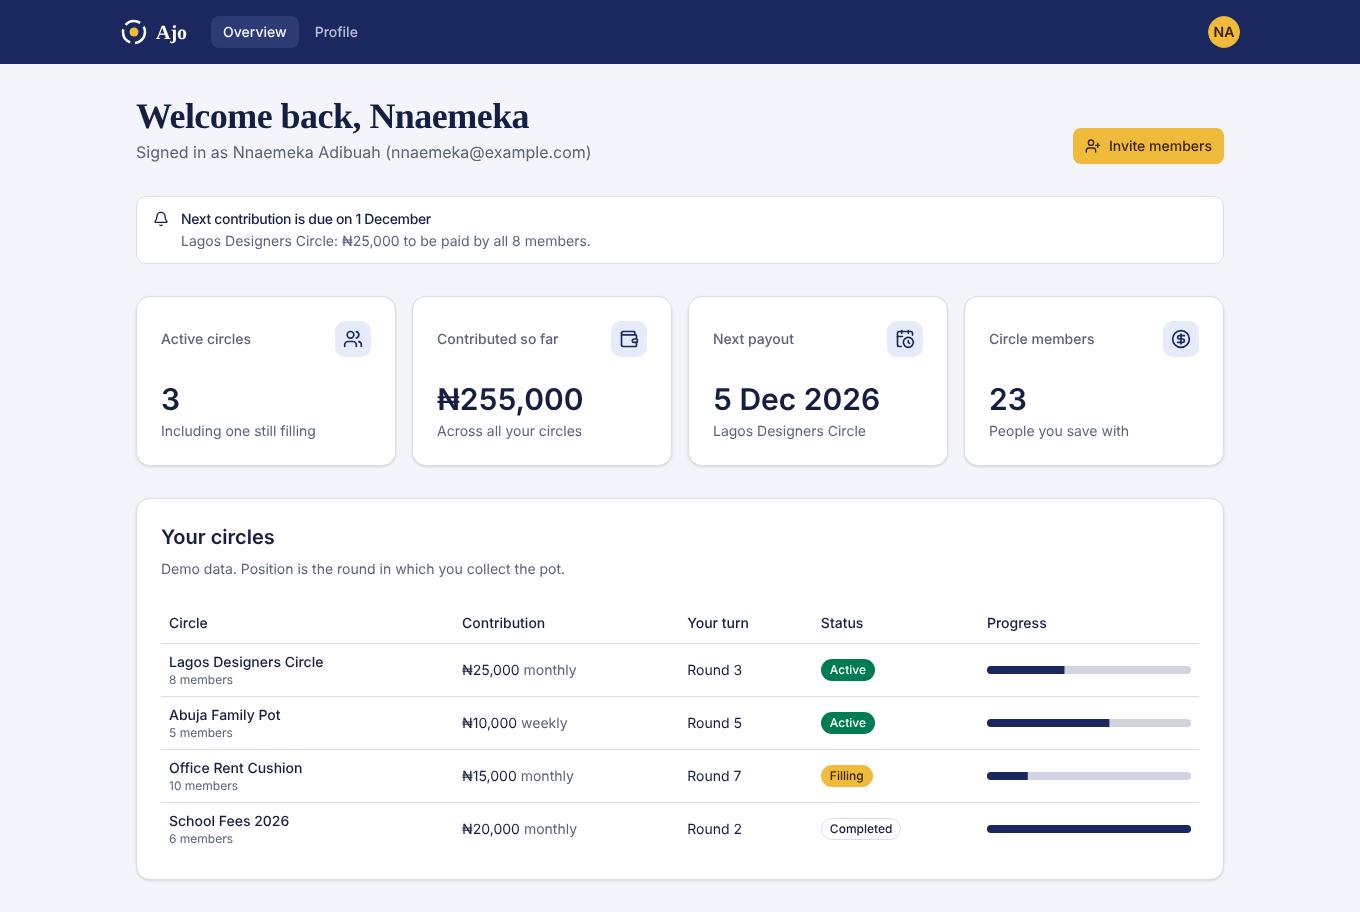 Ajo
Overview
Profile
NA
Welcome back, Nnaemeka
Signed in as Nnaemeka Adibuah (nnaemeka@example.com)
Invite members
Next contribution is due on 1 December
Lagos Designers Circle: ₦25,000 to be paid by all 8 members.
Active circles
3
Including one still filling
Contributed so far
₦255,000
Across all your circles
Next payout
5 Dec 2026
Lagos Designers Circle
Circle members
23
People you save with
Your circles
Demo data. Position is the round in which you collect the pot.
Circle Contribution Your turn Status Progress
Lagos Designers Circle
8 members
₦25,000 monthly
Round 3
Active
Abuja Family Pot
5 members
₦10,000 weekly
Round 5
Active
Office Rent Cushion
10 members
₦15,000 monthly
Round 7
Filling
School Fees 2026
6 members
₦20,000 monthly
Round 2
Completed